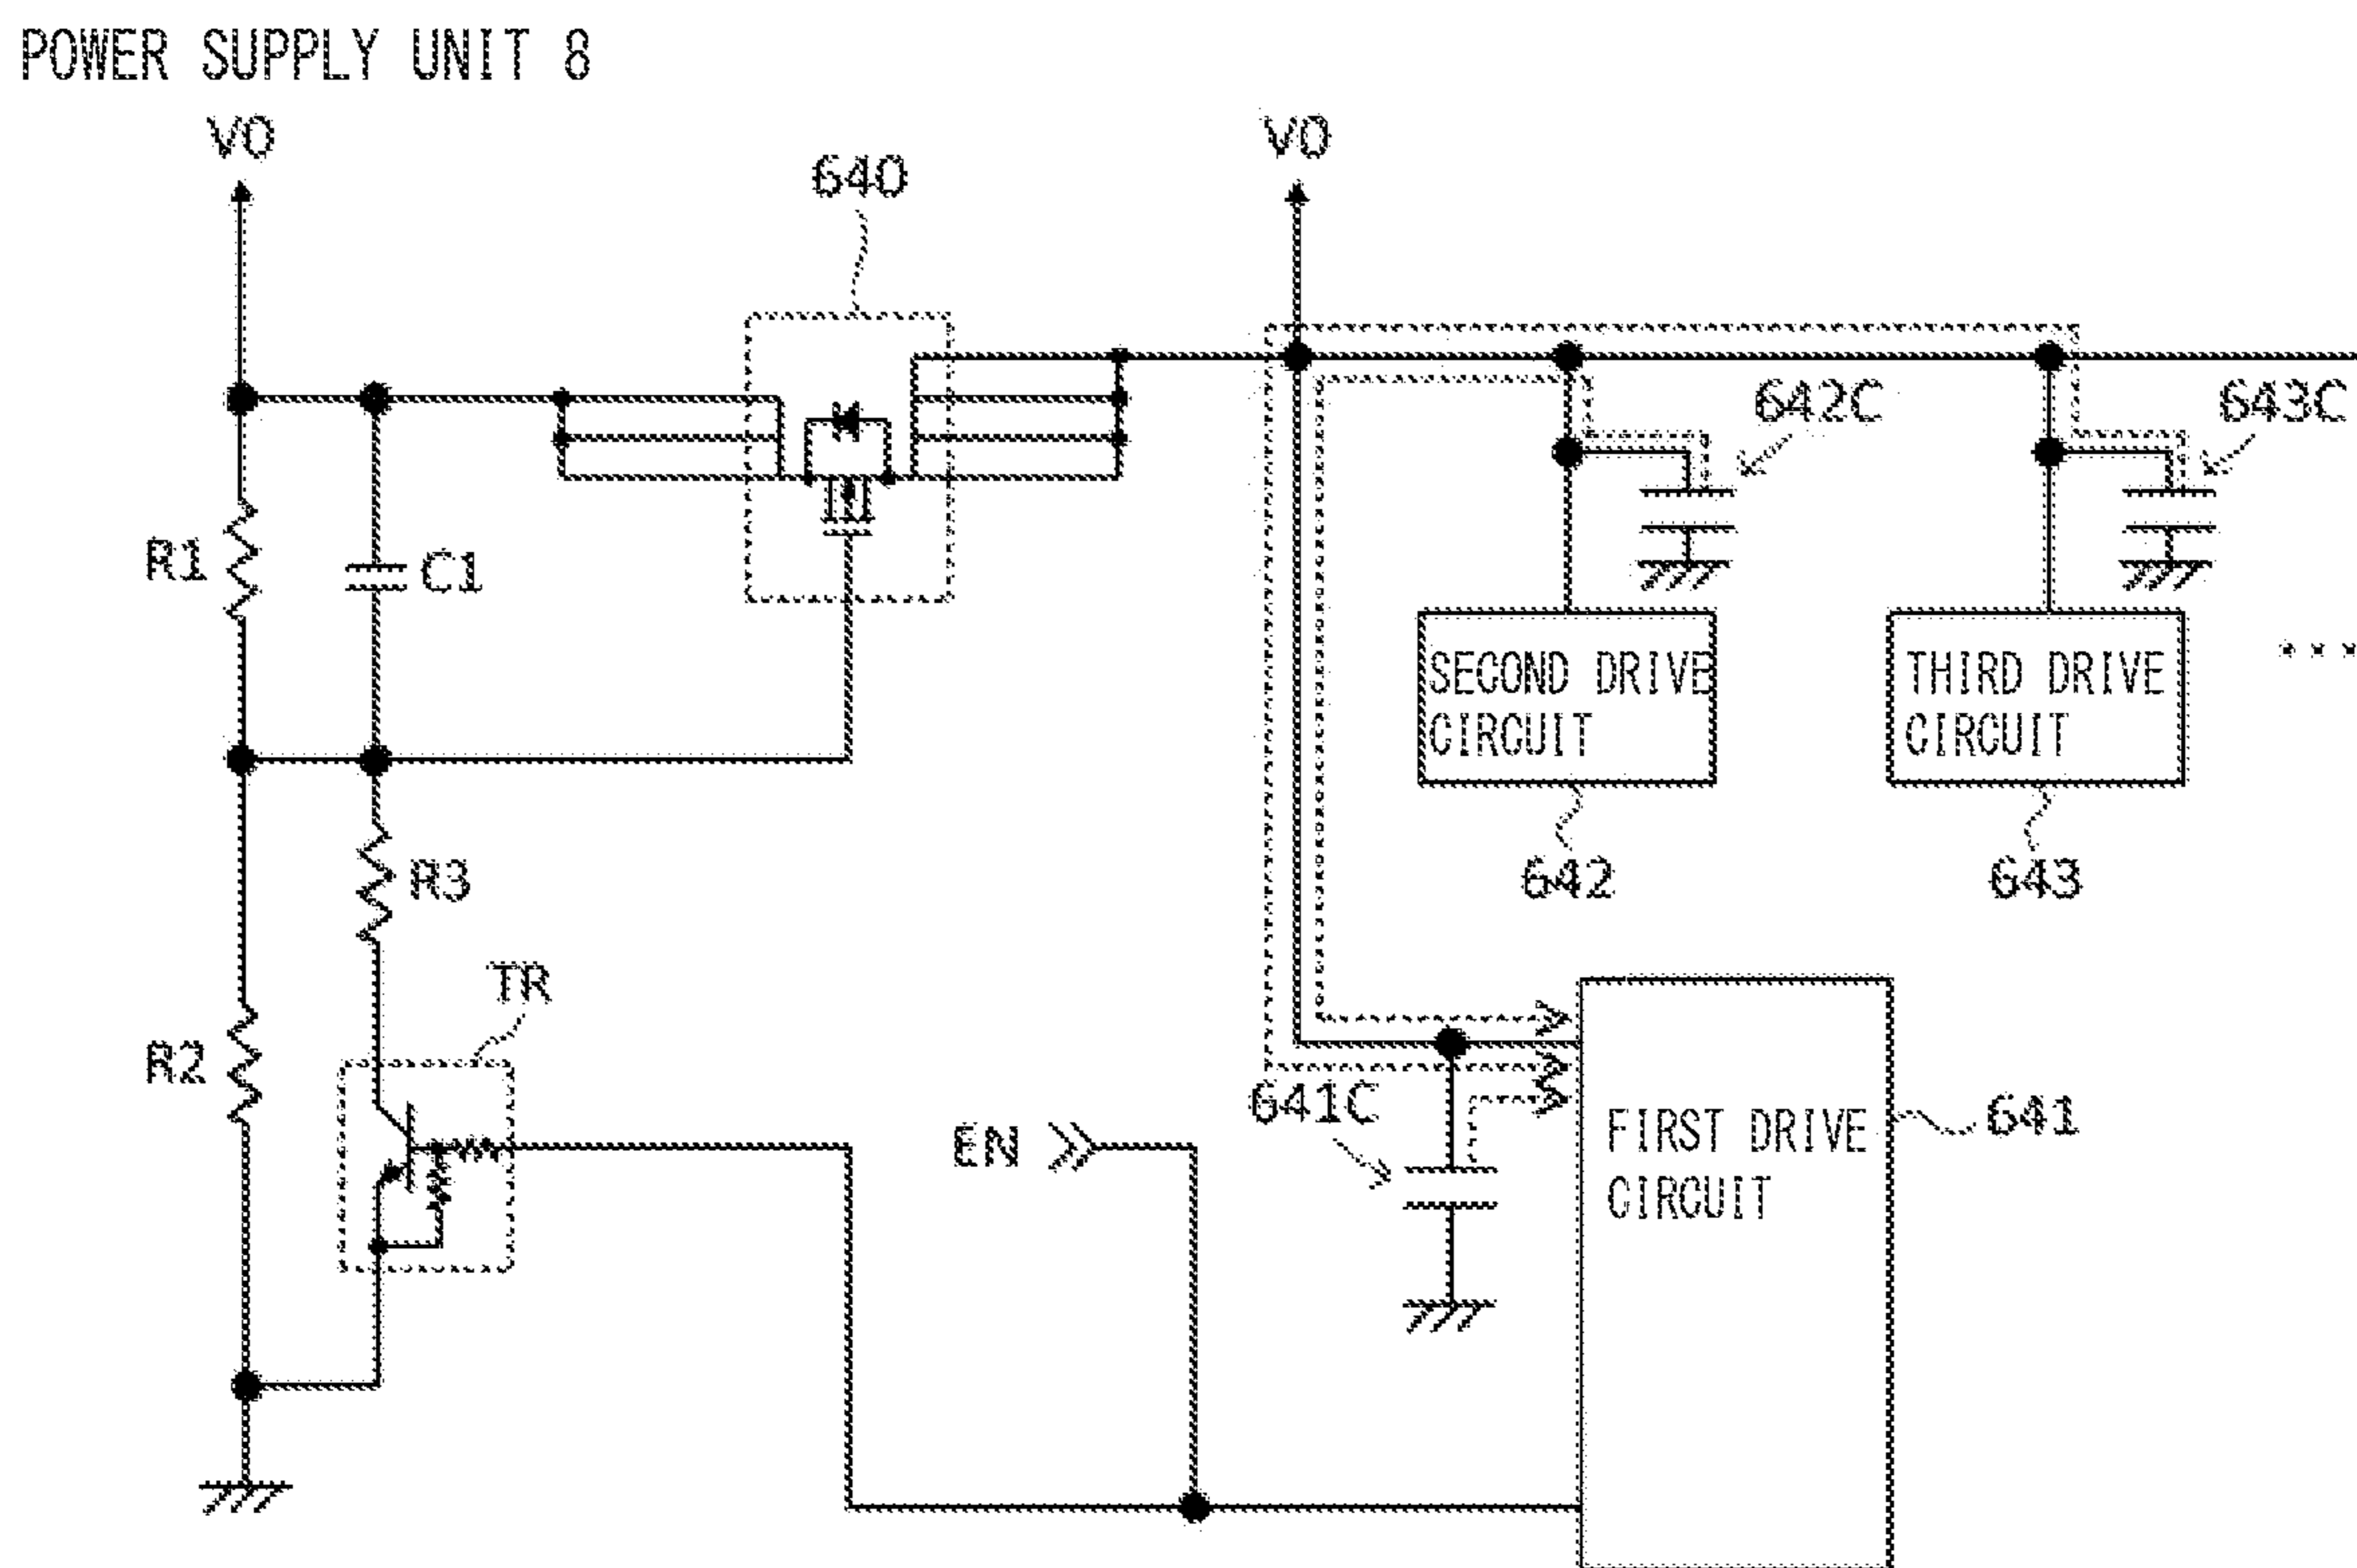 POWER SUPPLY UNIT 8
VO
VO
640
642C
643C
R1
C1
SECOND DRIVE
CIRCUIT
THIRD DRIVE
CIRCUIT
...
642
643
R3
TR
R2
EN
641C
FIRST DRIVE
CIRCUIT
641